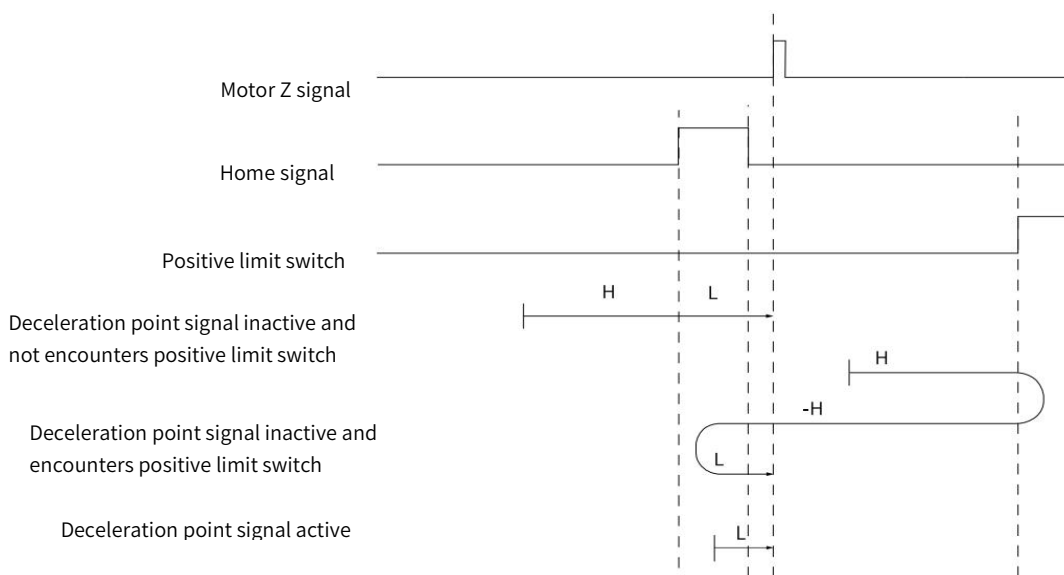 Motor Z signal
Home signal
Positive limit switch
H L
Deceleration point signal inactive and
not encounters positive limit switch
H
-H
Deceleration point signal inactive and
encounters positive limit switch
L
Deceleration point signal active
L